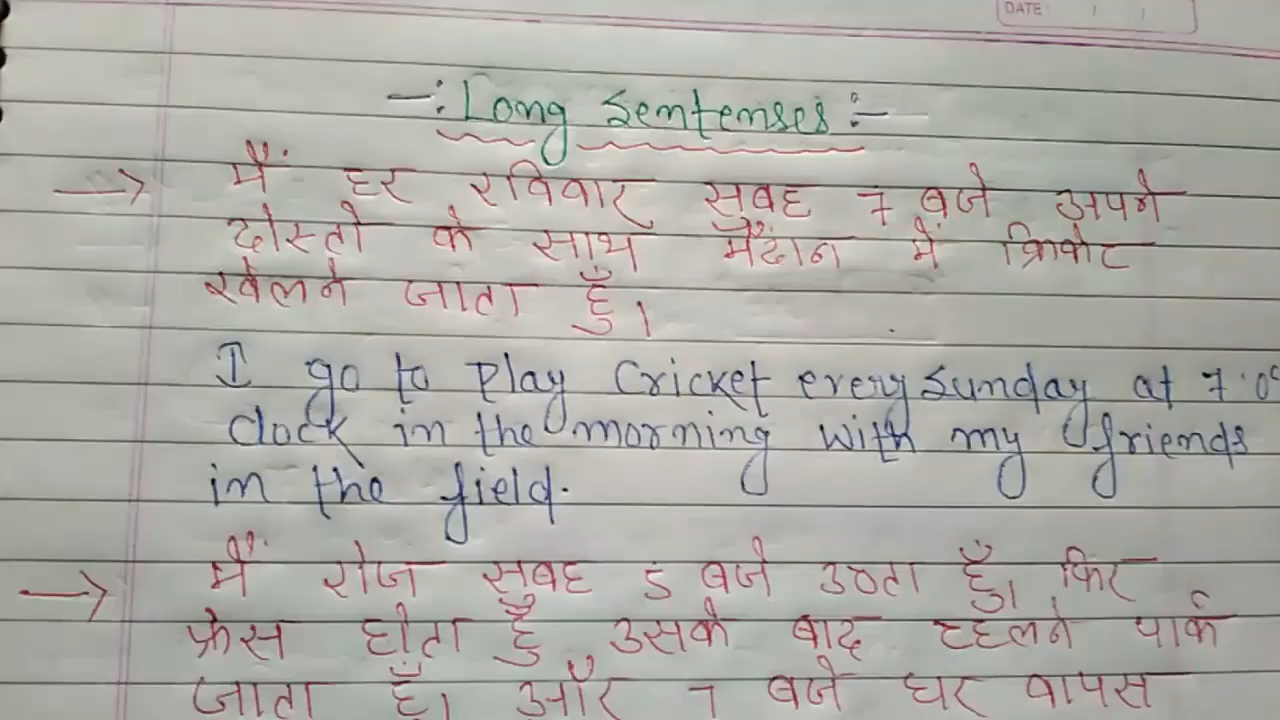 DATE
-: Long Sentenses :-
→ मैं हर रविवार सुबह 7 बजे अपने
दोस्तो के साथ मैंदान में क्रिकेट
खेलने जाता हूँ।
I go to Play Cricket every Sunday at 7:0'
clock in the morning with my friends
in the field.
→ मैं रोज सुबह 5 बजे उठता हूँ। फिर
फ्रेस होता हूँ उसके बाद टहलने पार्क
जाता हूँ। और 7 बजे घर वापस